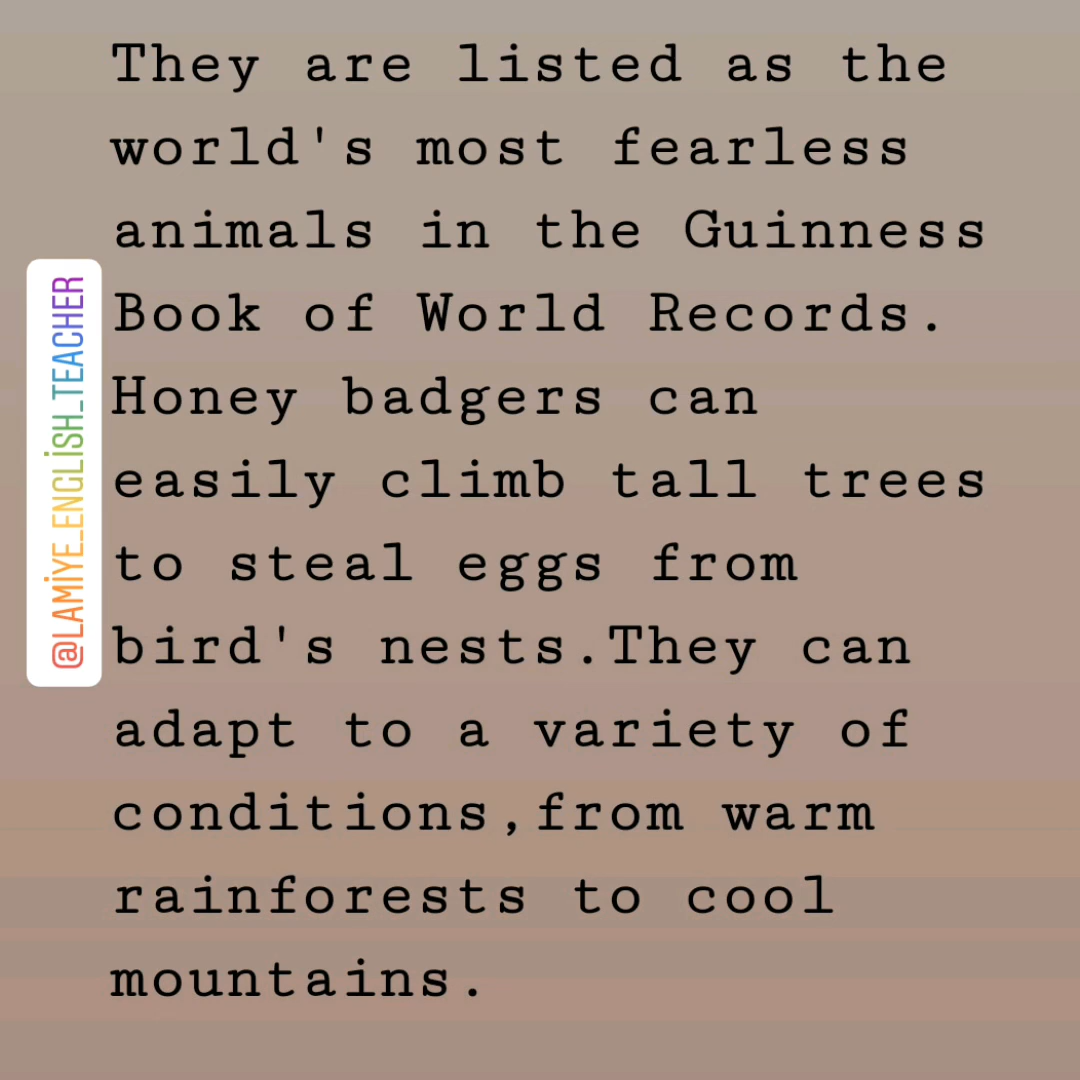 They are listed as the
world's most fearless
animals in the Guinness
Book of World Records.
Honey badgers can
easily climb tall trees
to steal eggs from
bird's nests.They can
adapt to a variety of
conditions,from warm
rainforests to cool
mountains.
@LAMİYE_ENGLİSH_TEACHER